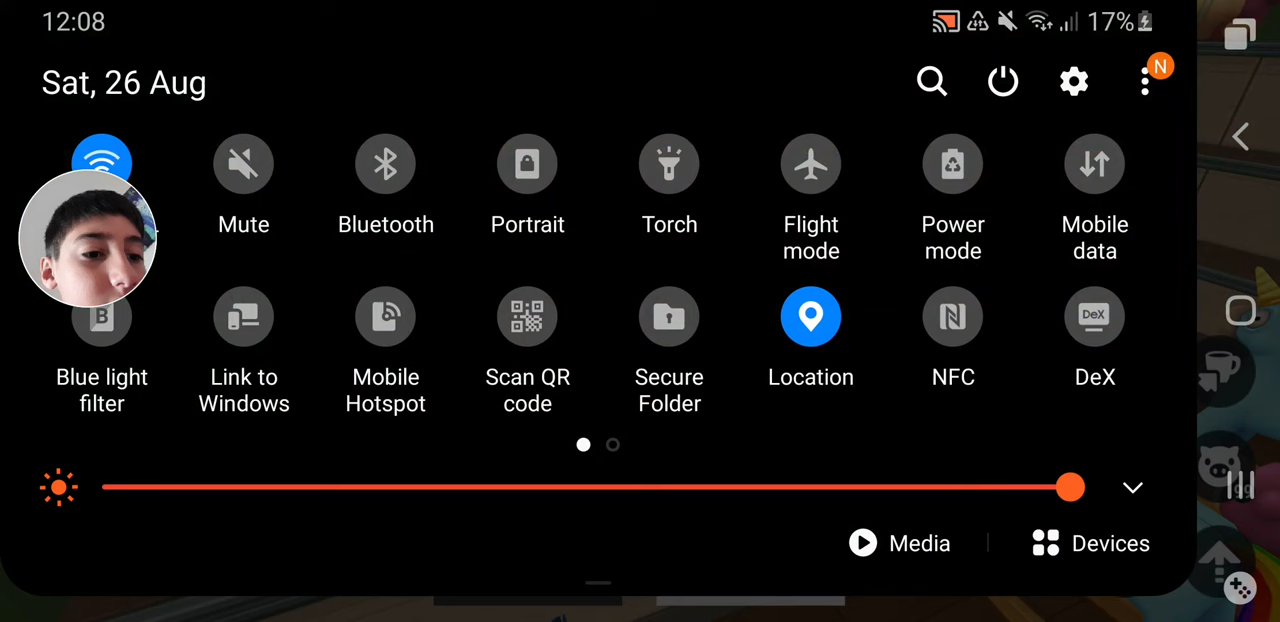 12:08
17%
Sat, 26 Aug
N
Mute
Bluetooth
Portrait
Torch
Flight
mode
Power
mode
Mobile
data
B
DeX
Blue light
filter
Link to
Windows
Mobile
Hotspot
Scan QR
code
Secure
Folder
Location
NFC
DeX
Media
Devices